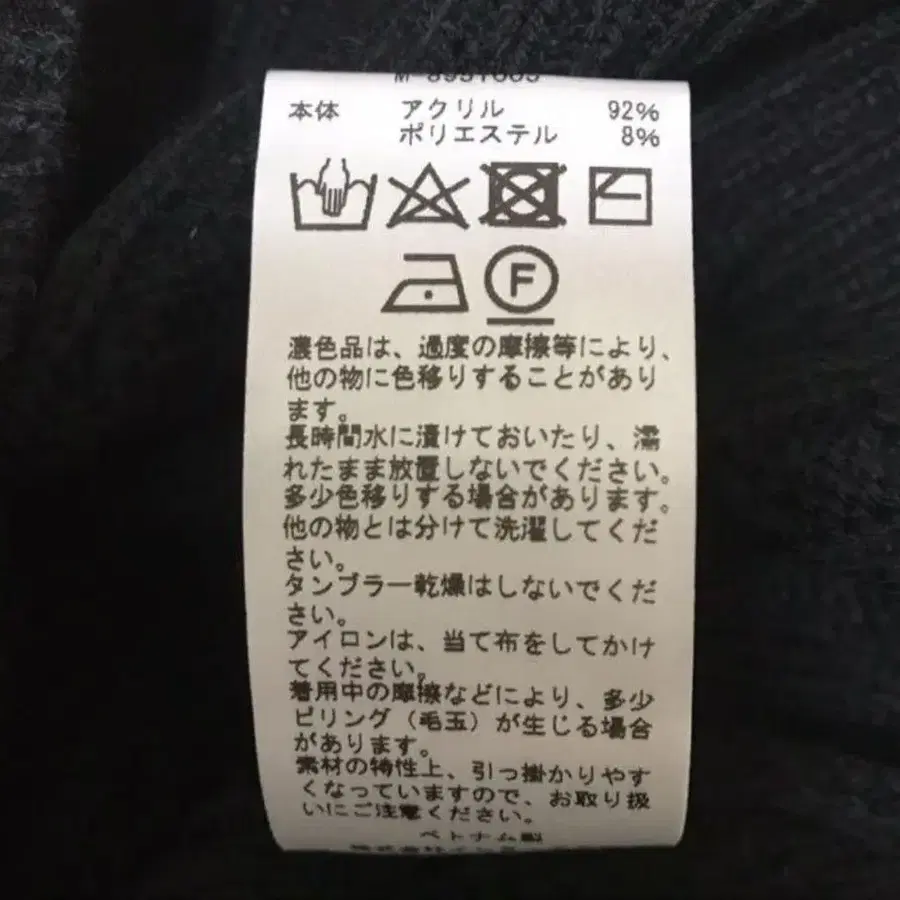 本体 アクリル 92%
ポリエステル 8%
F
濃色品は、過度の摩擦等により、
他の物に色移りすることがあり
ます。
長時間水に漬けておいたり、濡
れたまま放置しないでください。
多少色移りする場合があります。
他の物とは分けて洗濯してくだ
さい。
タンブラー乾燥はしないでくだ
さい。
アイロンは、当て布をしてかけ
てください。
着用中の摩擦などにより、多少
ピリング（毛玉）が生じる場合
があります。
素材の特性上、引っ掛かりやす
くなっていますので、お取り扱
いにご注意ください。
ベトナム製